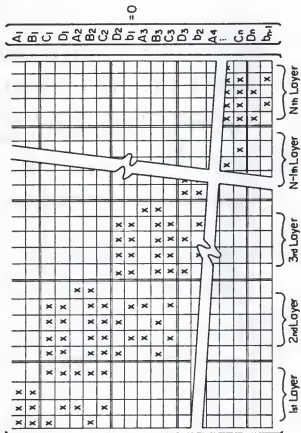 A1
B1
C1
D1
A2
B2
C2
D2
b1
A3
B3
C3
D3
b2
A4
...
Cn
Dn
bn-1
=0
1st Layer
2nd Layer
3rd Layer
N-1th Layer
Nth Layer